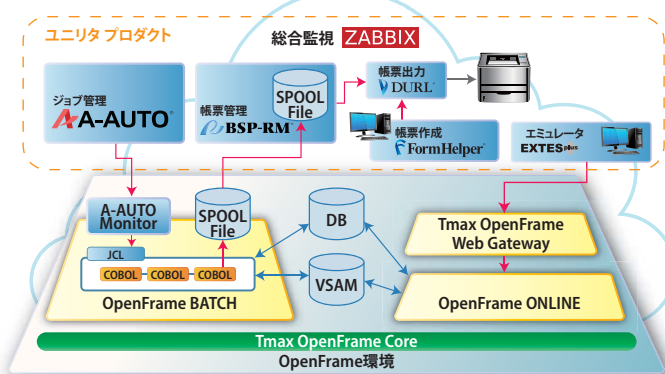 ユニリタ プロダクト
総合監視 ZABBIX
ジョブ管理
A-AUTO
帳票管理
BSP-RM
SPOOL
File
帳票出力
DURL
帳票作成
FormHelper
エミュレータ
EXTES plus
A-AUTO
Monitor
SPOOL
File
DB
VSAM
JCL
COBOL COBOL COBOL
OpenFrame BATCH
Tmax OpenFrame
Web Gateway
OpenFrame ONLINE
Tmax OpenFrame Core
OpenFrame環境